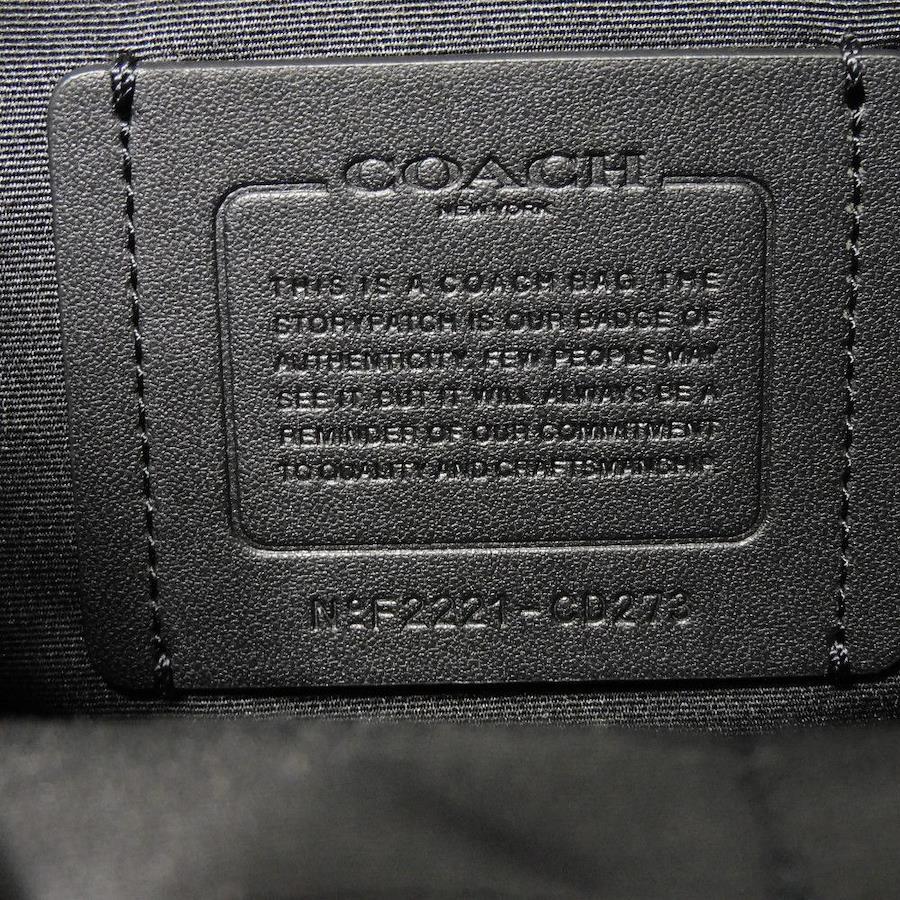 COACH
NEW YORK
THIS IS A COACH BAG. THE
STORYPATCH IS OUR BADGE OF
AUTHENTICITY. FEW PEOPLE MAY
SEE IT, BUT IT WILL ALWAYS BE A
REMINDER OF OUR COMMITMENT
TO QUALITY AND CRAFTSMANSHIP.
Nº F2221-CD273